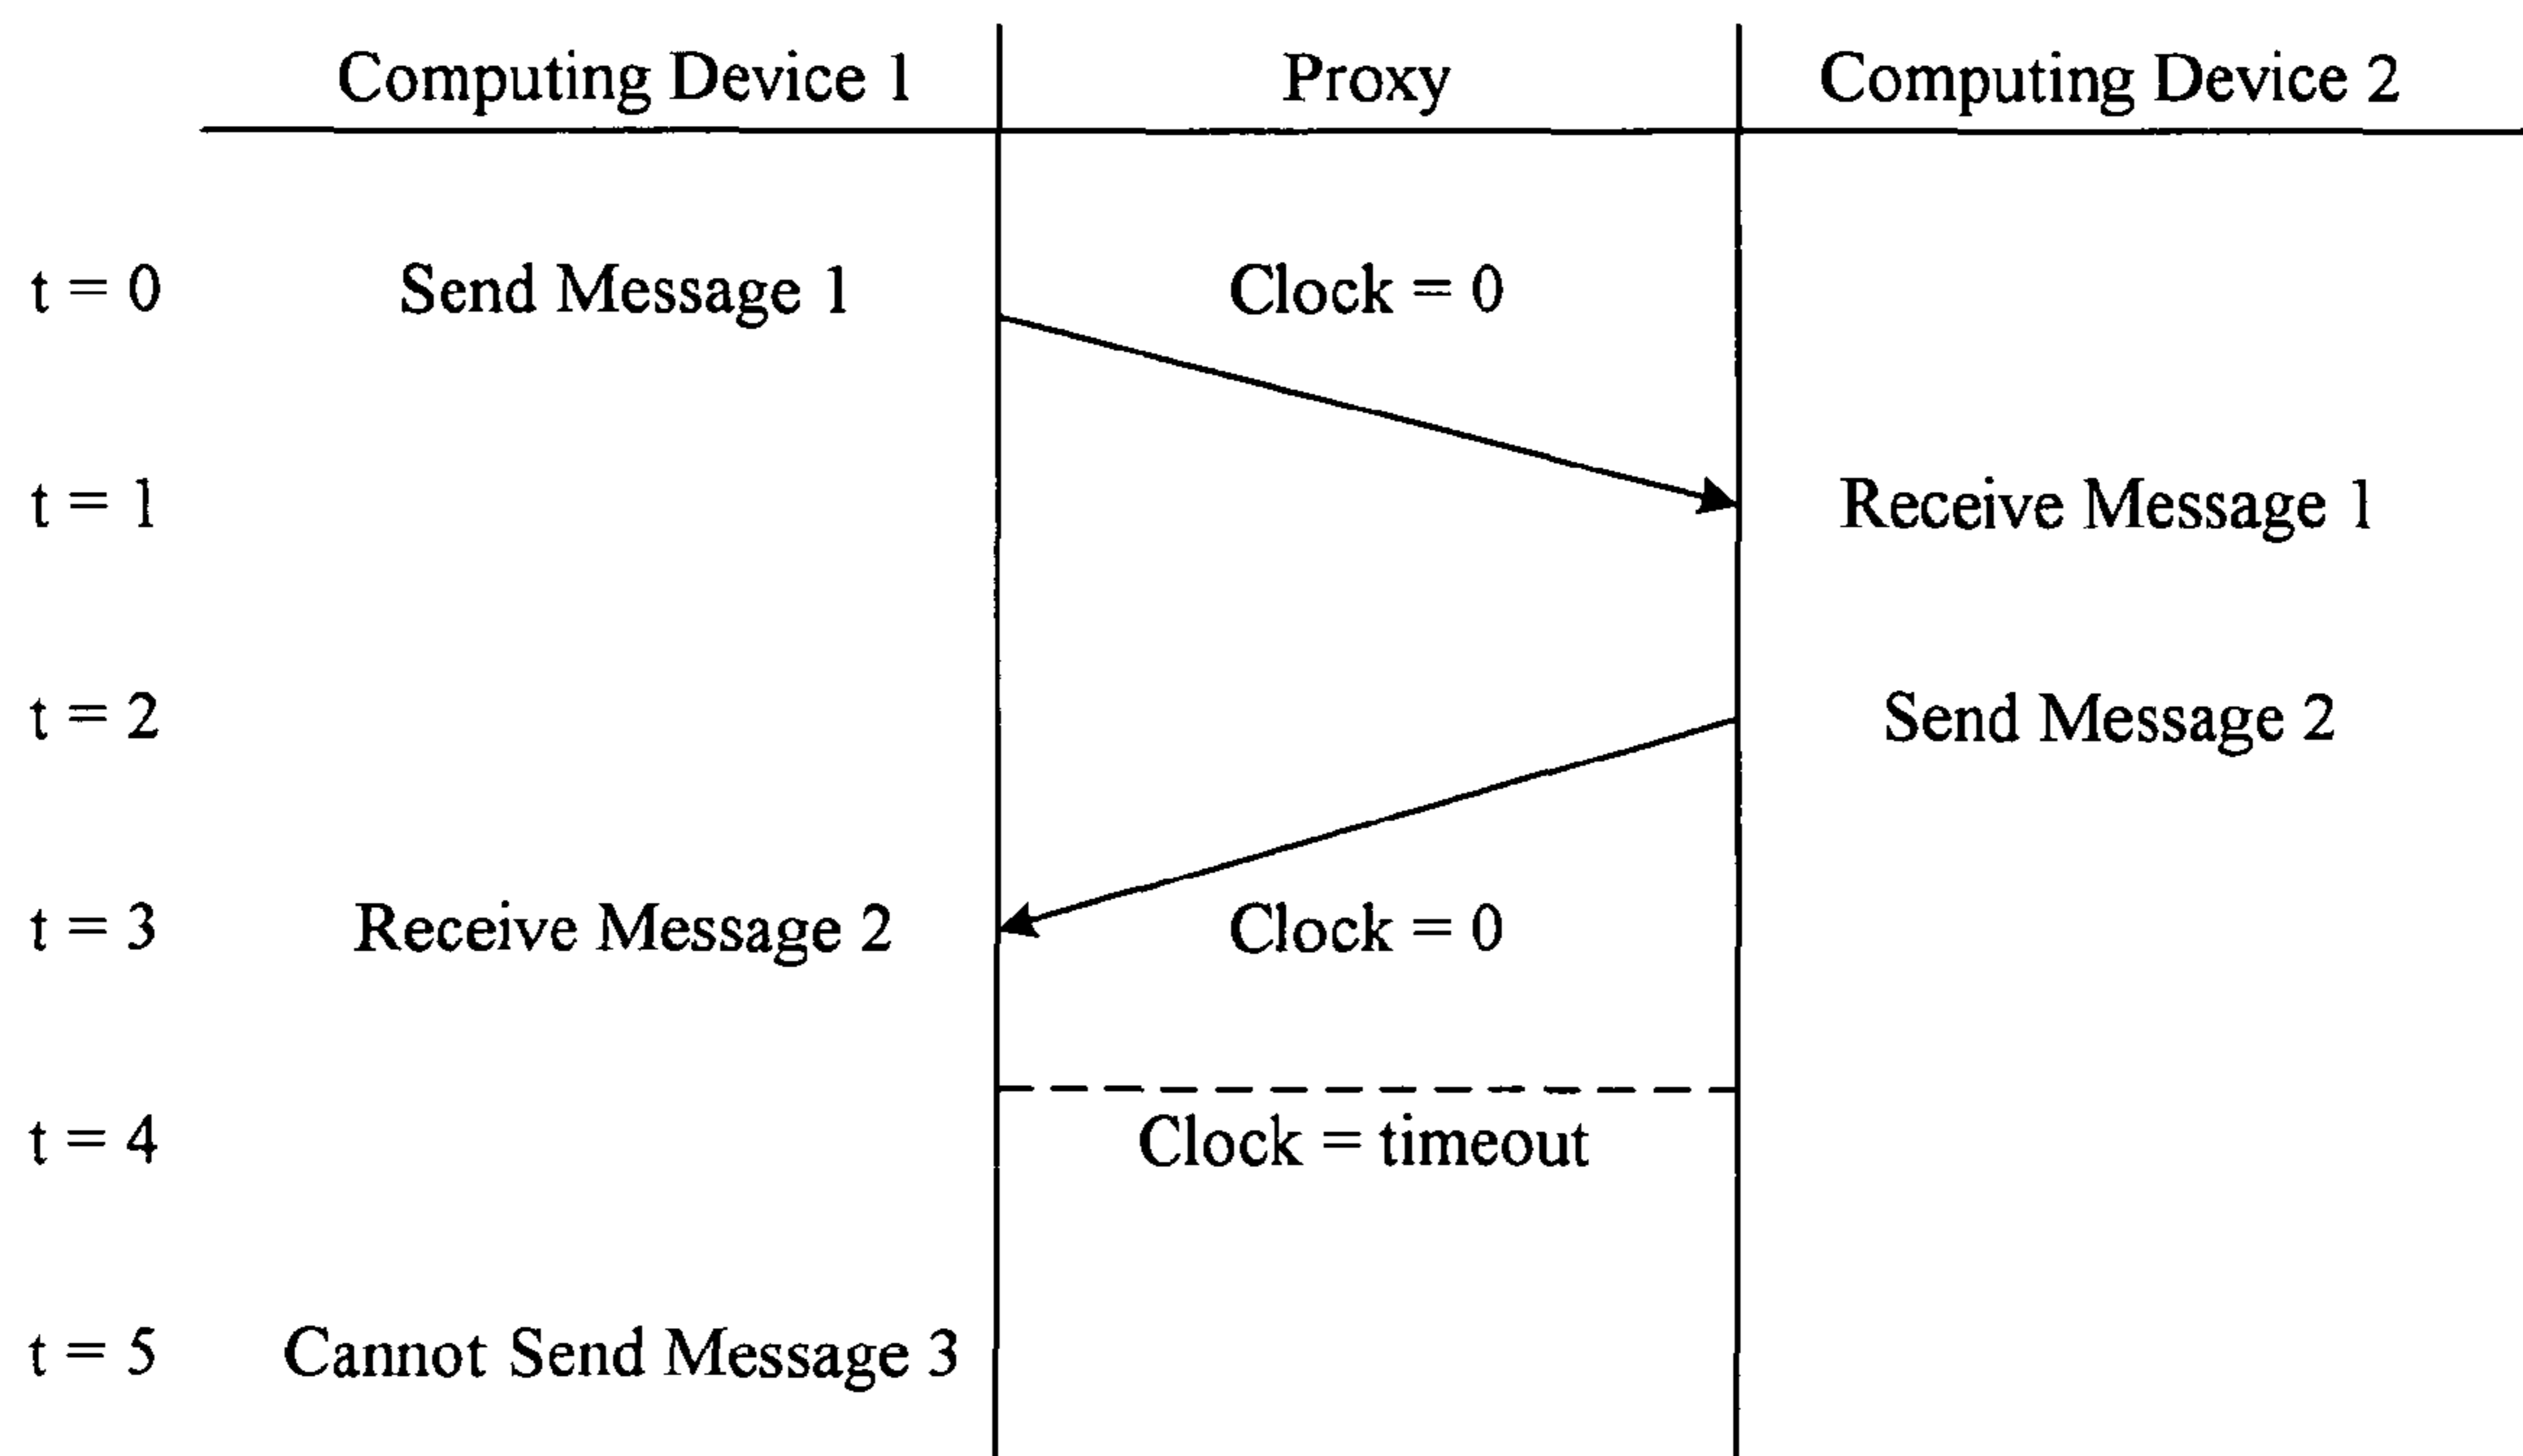 Computing Device 1 Proxy Computing Device 2
t = 0 Send Message 1 Clock = 0
t = 1 Receive Message 1
t = 2 Send Message 2
t = 3 Receive Message 2 Clock = 0
t = 4 Clock = timeout
t = 5 Cannot Send Message 3